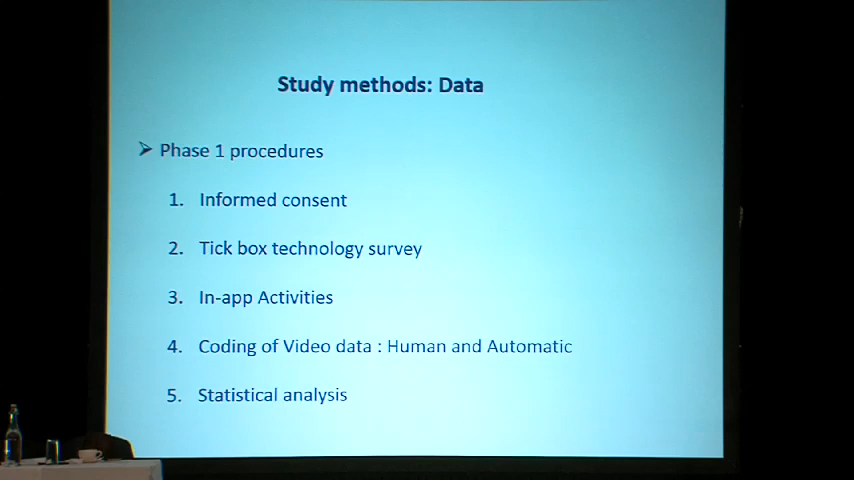 Study methods: Data
➢ Phase 1 procedures
1. Informed consent
2. Tick box technology survey
3. In-app Activities
4. Coding of Video data : Human and Automatic
5. Statistical analysis